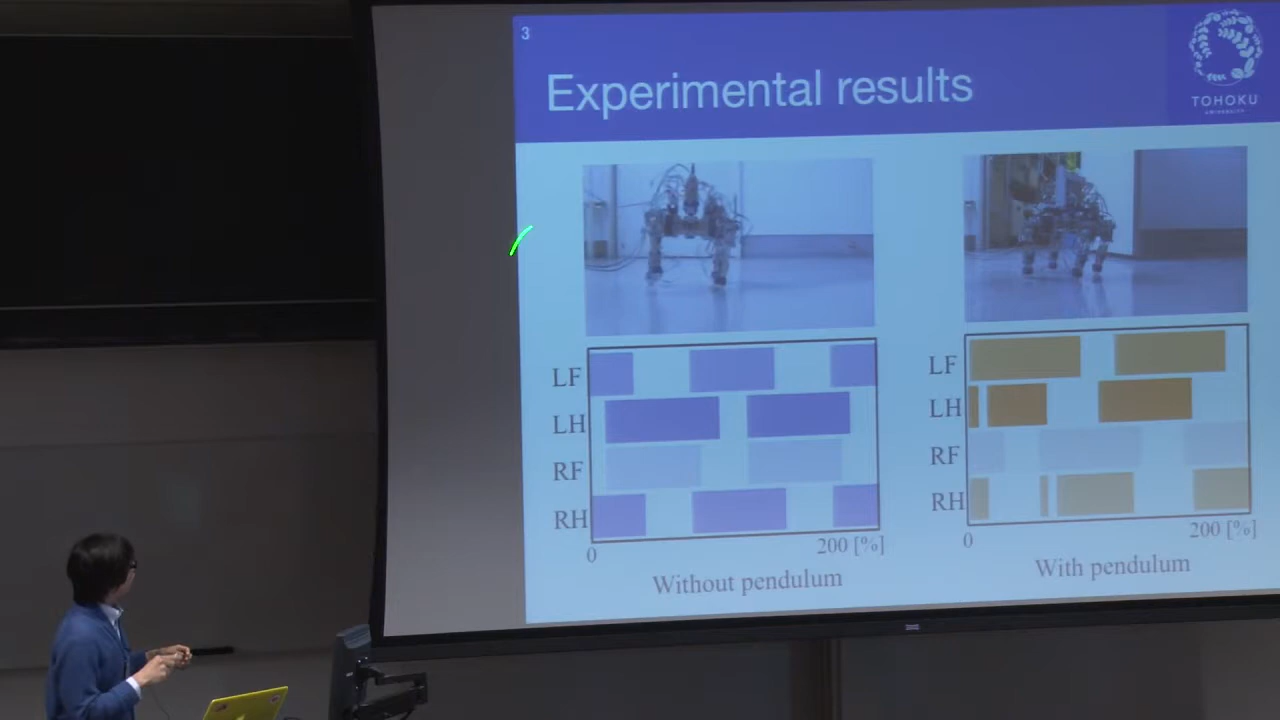 3
Experimental results
TOHOKU
UNIVERSITY
LF
LH
RF
RH
0
200 [%]
Without pendulum
LF
LH
RF
RH
0
200 [%]
With pendulum